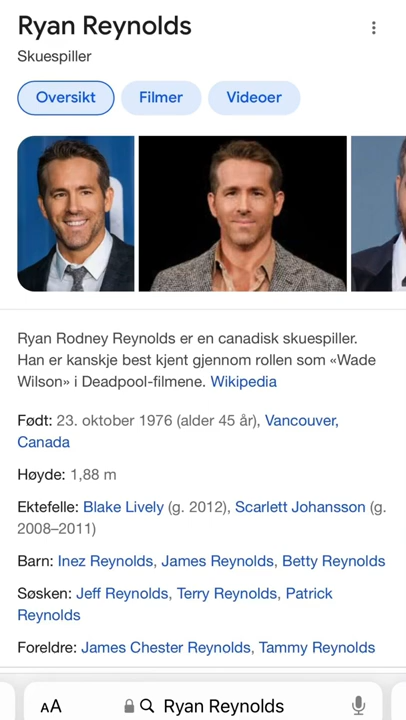 Ryan Reynolds
Skuespiller
Oversikt
Filmer
Videoer
Ryan Rodney Reynolds er en canadisk skuespiller.
Han er kanskje best kjent gjennom rollen som «Wade
Wilson» i Deadpool-filmene. Wikipedia
Født: 23. oktober 1976 (alder 45 år), Vancouver,
Canada
Høyde: 1,88 m
Ektefelle: Blake Lively (g. 2012), Scarlett Johansson (g.
2008–2011)
Barn: Inez Reynolds, James Reynolds, Betty Reynolds
Søsken: Jeff Reynolds, Terry Reynolds, Patrick
Reynolds
Foreldre: James Chester Reynolds, Tammy Reynolds
AA Ryan Reynolds